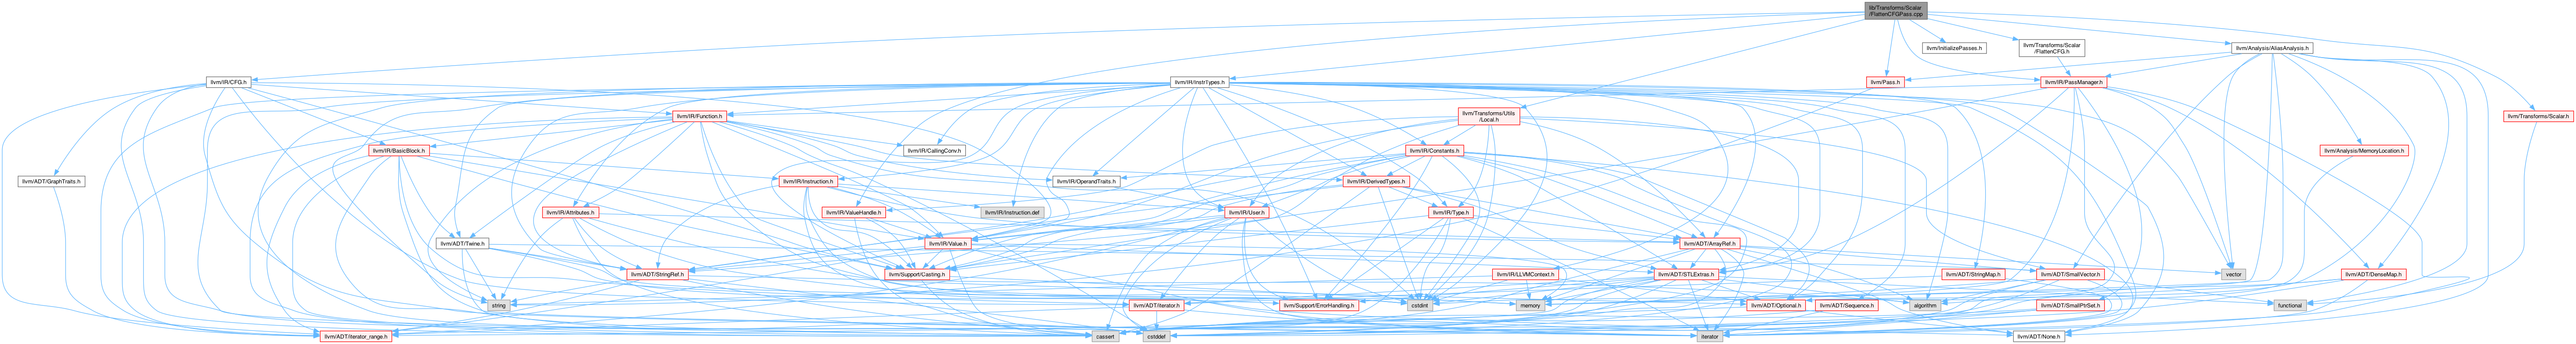 lib/Transforms/Scalar
/FlattenCFGPass.cpp
llvm/IR/CFG.h
llvm/IR/InstrTypes.h
llvm/Pass.h
llvm/InitializePasses.h
llvm/Transforms/Scalar
/FlattenCFG.h
llvm/IR/PassManager.h
llvm/Analysis/AliasAnalysis.h
llvm/IR/Function.h
llvm/Transforms/Utils
/Local.h
llvm/Transforms/Scalar.h
llvm/IR/BasicBlock.h
llvm/IR/CallingConv.h
llvm/IR/Constants.h
llvm/Analysis/MemoryLocation.h
llvm/ADT/GraphTraits.h
llvm/IR/Instruction.h
llvm/IR/OperandTraits.h
llvm/IR/DerivedTypes.h
llvm/IR/Attributes.h
llvm/IR/ValueHandle.h
llvm/IR/Instruction.def
llvm/IR/User.h
llvm/IR/Type.h
llvm/ADT/Twine.h
llvm/IR/Value.h
llvm/ADT/ArrayRef.h
llvm/ADT/StringRef.h
llvm/Support/Casting.h
llvm/IR/LLVMContext.h
llvm/ADT/STLExtras.h
llvm/ADT/StringMap.h
llvm/ADT/SmallVector.h
vector
llvm/ADT/DenseMap.h
string
llvm/ADT/iterator.h
llvm/Support/ErrorHandling.h
cstdint
memory
llvm/ADT/Optional.h
llvm/ADT/Sequence.h
algorithm
llvm/ADT/SmallPtrSet.h
functional
llvm/ADT/iterator_range.h
cassert
cstddef
iterator
llvm/ADT/None.h